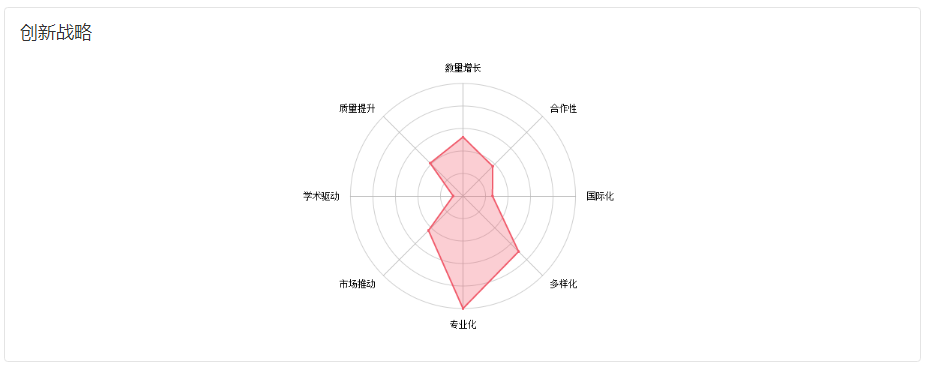 创新战略
数量增长
质量提升
合作性
学术驱动
国际化
市场推动
多样化
专业化